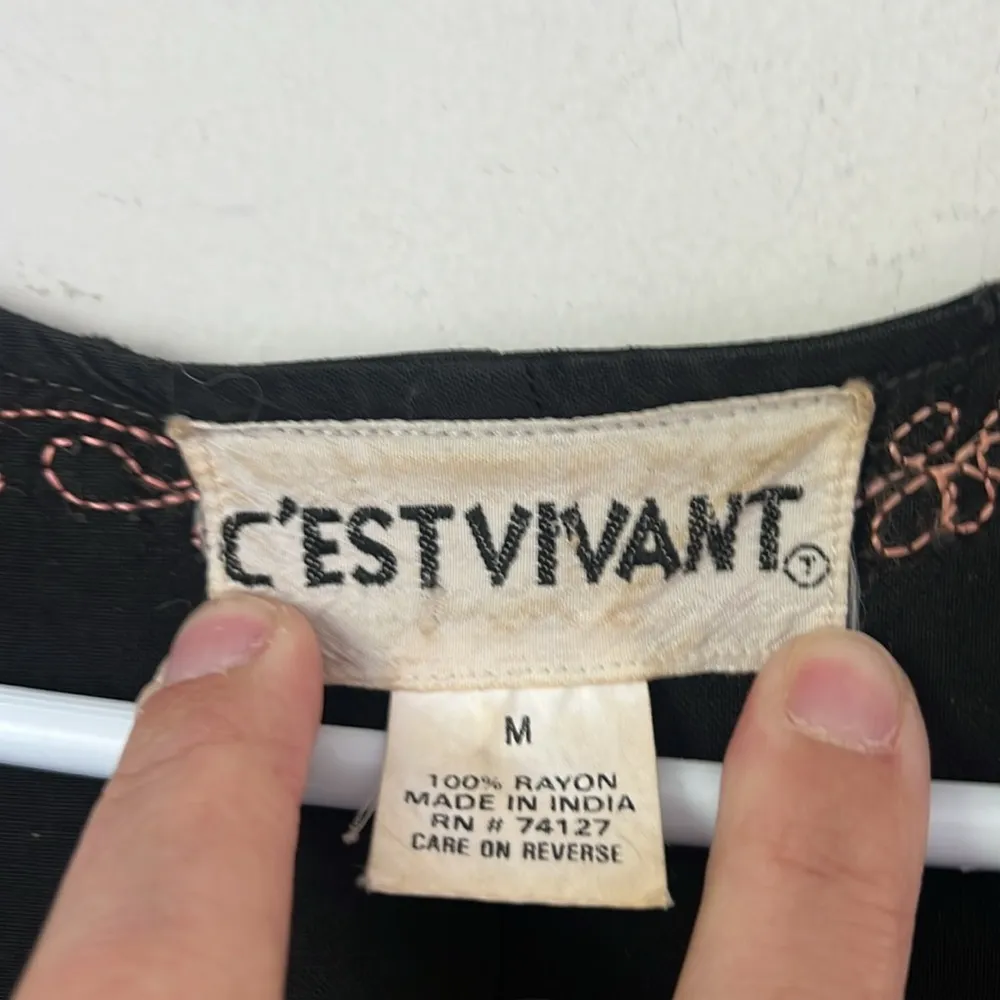 C'EST VIVANT
M
100% RAYON
MADE IN INDIA
RN # 74127
CARE ON REVERSE